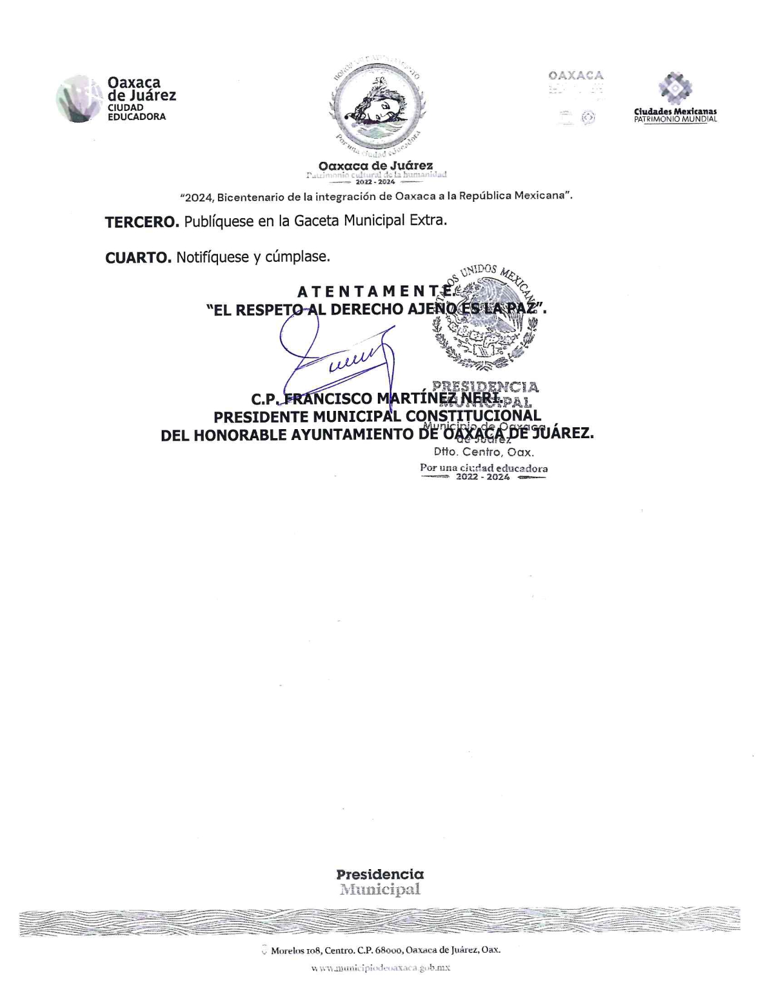 Oaxaca
de Juárez
CIUDAD
EDUCADORA
Por una ciudad educadora
Oaxaca de Juárez
Patrimonio cultural de la humanidad
2022 - 2024
OAXACA
Ciudades Mexicanas
PATRIMONIO MUNDIAL
“2024, Bicentenario de la integración de Oaxaca a la República Mexicana”.
TERCERO. Publíquese en la Gaceta Municipal Extra.
CUARTO. Notifíquese y cúmplase.
A T E N T A M E N T E.
“EL RESPETO AL DERECHO AJENO ES LA PAZ”.
UNIDOS
C.P. FRANCISCO MARTÍNEZ NERI.
PRESIDENTE MUNICIPAL CONSTITUCIONAL
DEL HONORABLE AYUNTAMIENTO DE OAXACA DE JUÁREZ.
PRESIDENCIA
MUNICIPAL
Municipio de Oaxaca
de Juárez
Dtto. Centro, Oax.
Por una ciudad educadora
2022 - 2024
Presidencia
Municipal
Morelos 108, Centro. C.P. 68000, Oaxaca de Juárez, Oax.
www.municipiodeoaxaca.gob.mx